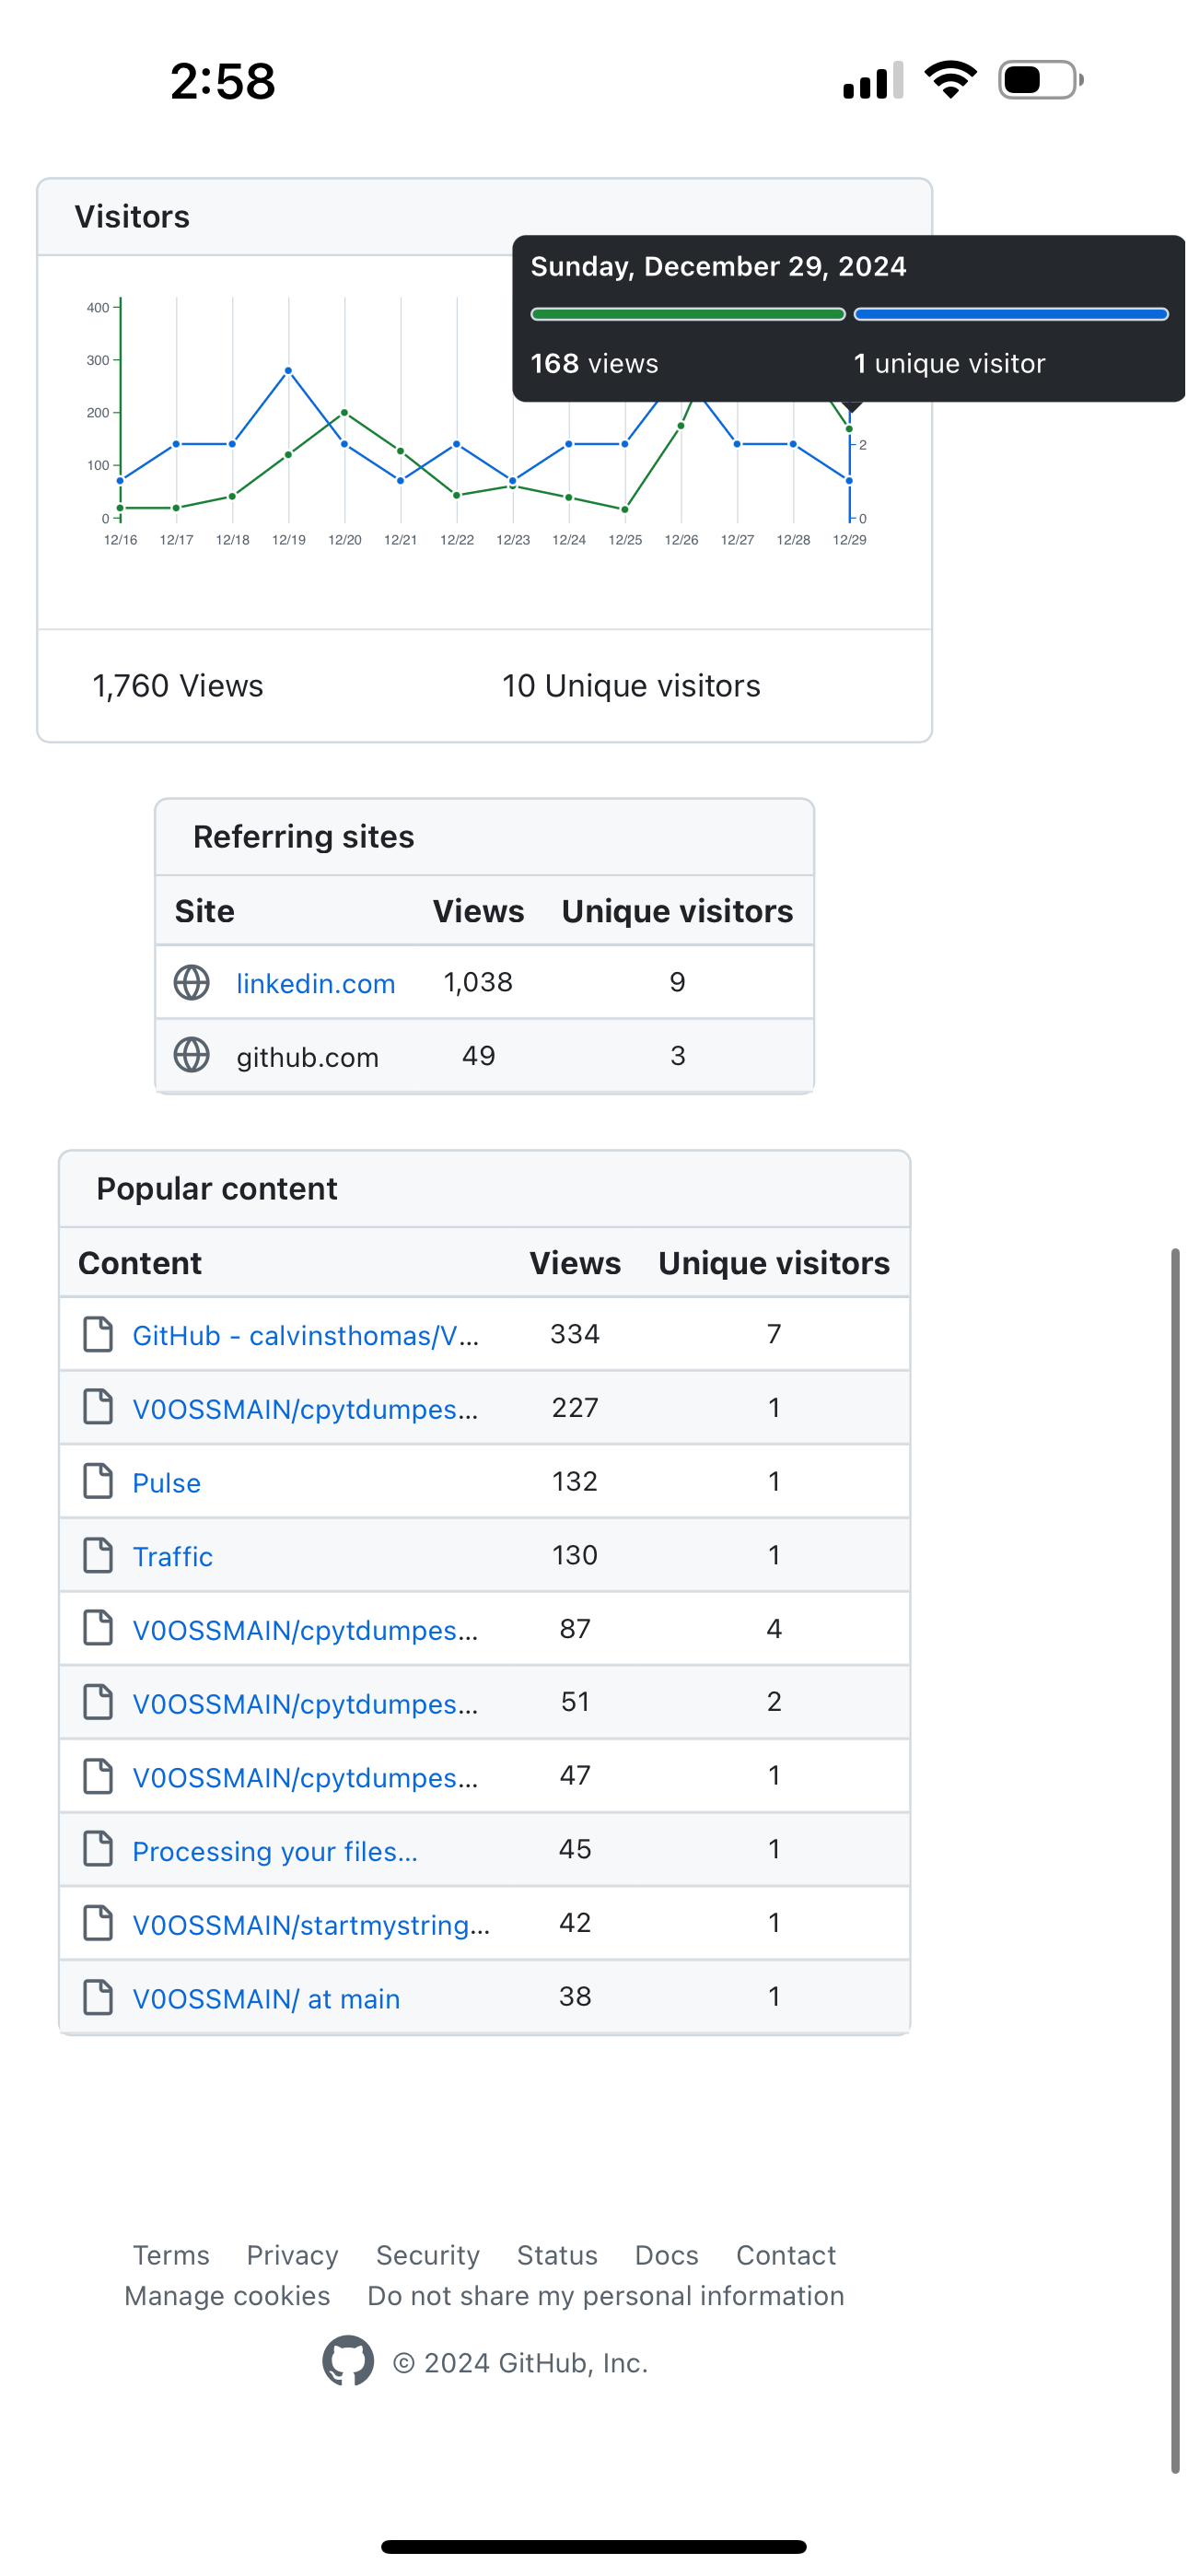 2:58
Visitors
Sunday, December 29, 2024
168 views 1 unique visitor
400
300
200
100
0
2
0
12/16 12/17 12/18 12/19 12/20 12/21 12/22 12/23 12/24 12/25 12/26 12/27 12/28 12/29
1,760 Views 10 Unique visitors
Referring sites
Site Views Unique visitors
linkedin.com 1,038 9
github.com 49 3
Popular content
Content Views Unique visitors
GitHub - calvinsthomas/V... 334 7
V0OSSMAIN/cpytdumpes... 227 1
Pulse 132 1
Traffic 130 1
V0OSSMAIN/cpytdumpes... 87 4
V0OSSMAIN/cpytdumpes... 51 2
V0OSSMAIN/cpytdumpes... 47 1
Processing your files... 45 1
V0OSSMAIN/startmystring... 42 1
V0OSSMAIN/ at main 38 1
Terms Privacy Security Status Docs Contact
Manage cookies Do not share my personal information
© 2024 GitHub, Inc.